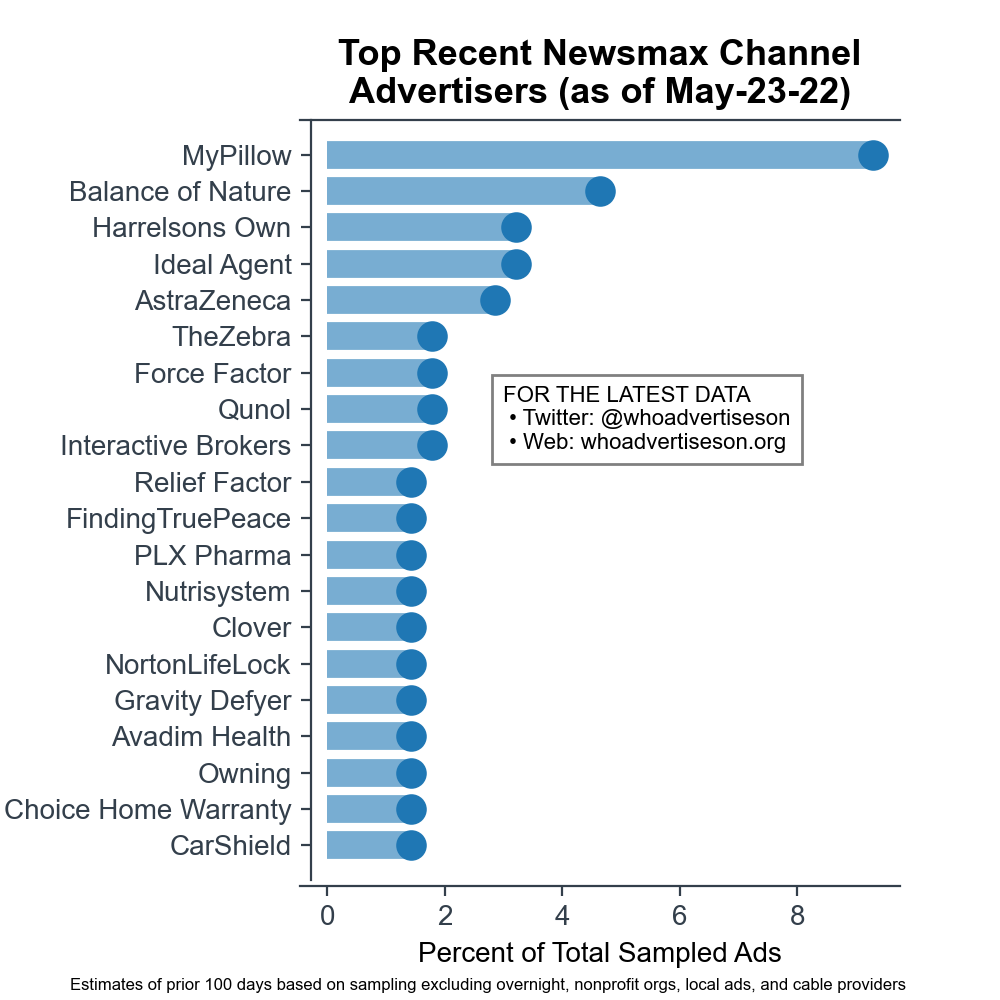 Top Recent Newsmax Channel
Advertisers (as of May-23-22)
MyPillow
Balance of Nature
Harrelsons Own
Ideal Agent
AstraZeneca
TheZebra
Force Factor
Qunol
Interactive Brokers
Relief Factor
FindingTruePeace
PLX Pharma
Nutrisystem
Clover
NortonLifeLock
Gravity Defyer
Avadim Health
Owning
Choice Home Warranty
CarShield
FOR THE LATEST DATA
• Twitter: @whoadvertiseson
• Web: whoadvertiseson.org
0 2 4 6 8
Percent of Total Sampled Ads
Estimates of prior 100 days based on sampling excluding overnight, nonprofit orgs, local ads, and cable providers